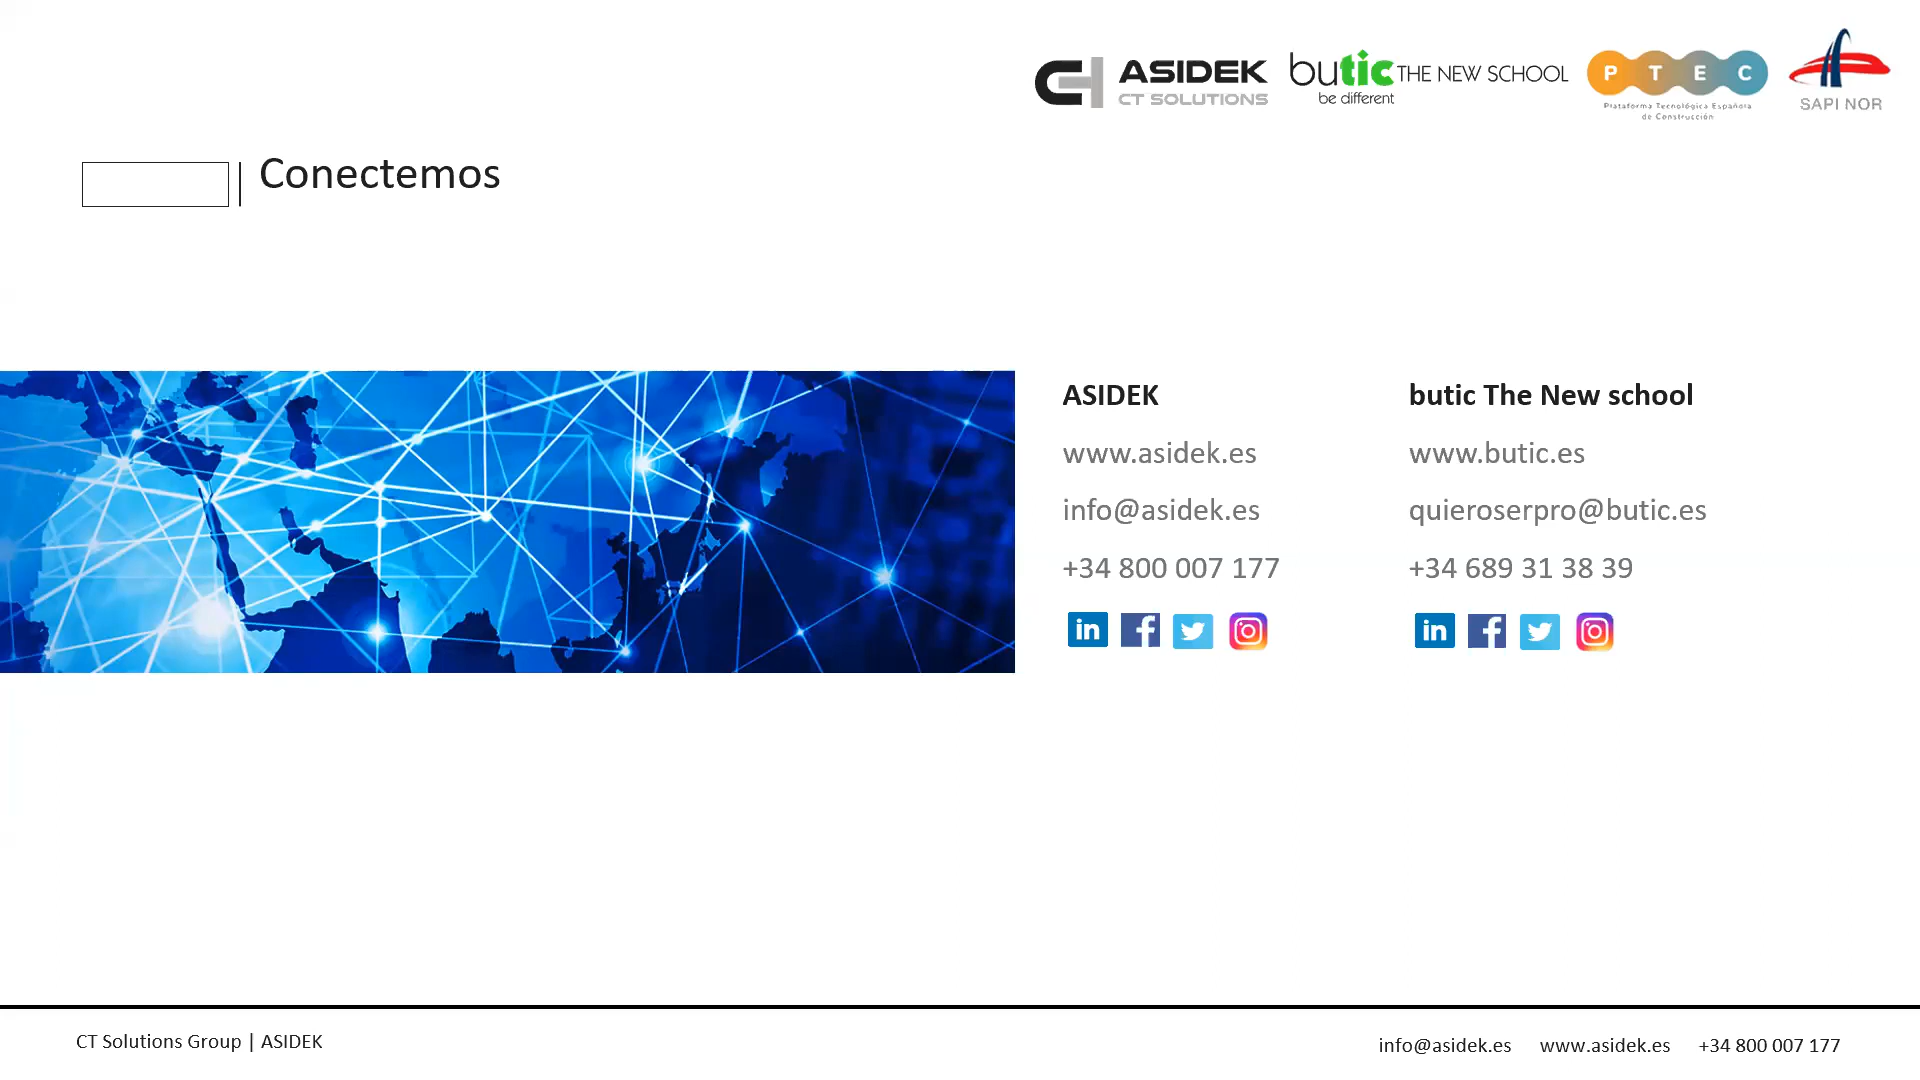 ASIDEK
CT SOLUTIONS
butic THE NEW SCHOOL
be different
P T E C
Plataforma Tecnológica Española
de Construcción
SAPI NOR
Conectemos
ASIDEK
www.asidek.es
info@asidek.es
+34 800 007 177
butic The New school
www.butic.es
quieroserpro@butic.es
+34 689 31 38 39
CT Solutions Group | ASIDEK
info@asidek.es www.asidek.es +34 800 007 177